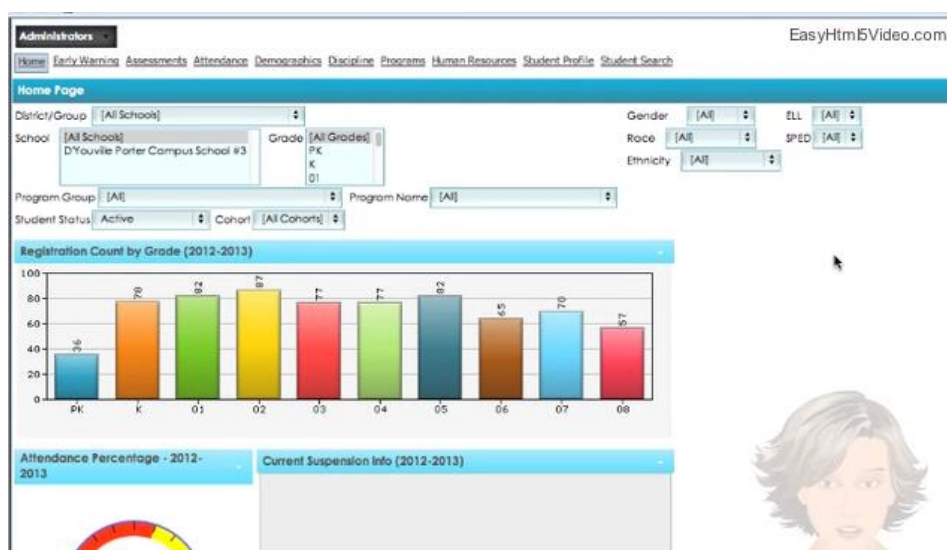 Administrators
EasyHtml5Video.com
Home Early Warning Assessments Attendance Demographics Discipline Programs Human Resources Student Profile Student Search
Home Page
District/Group [All Schools]
Gender [All] ELL [All]
School [All Schools] Grade [All Grades]
Race [All] SPED [All]
D'Youville Porter Campus School #3 PK
K
Ethnicity [All]
01
Program Group [All] Program Name [All]
Student Status Active Cohort [All Cohorts]
Registration Count by Grade (2012-2013)
100
80
60
40
20
0
36 78 82 87 77 77 82 65 70 57
PK K 01 02 03 04 05 06 07 08
Attendance Percentage - 2012-
2013
Current Suspension Info (2012-2013)